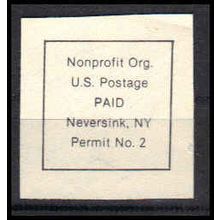 Nonprofit Org.
U.S. Postage
PAID
Neversink, NY
Permit No. 2